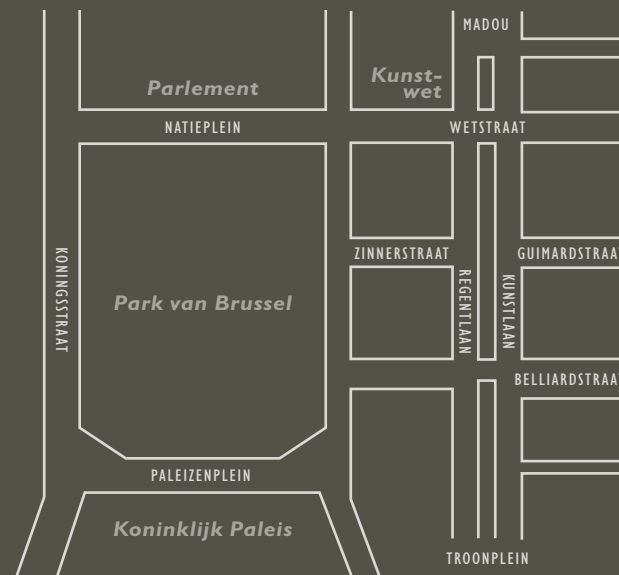 MADOU
Parlement
Kunst-
wet
NATIEPLEIN
WETSTRAAT
KONINGSSTRAAT
ZINNERSTRAAT
GUIMARDSTRAAT
REGENTLAAN
KUNSTLAAN
Park van Brussel
BELLIARDSTRAAT
PALEIZENPLEIN
Koninklijk Paleis
TROONPLEIN